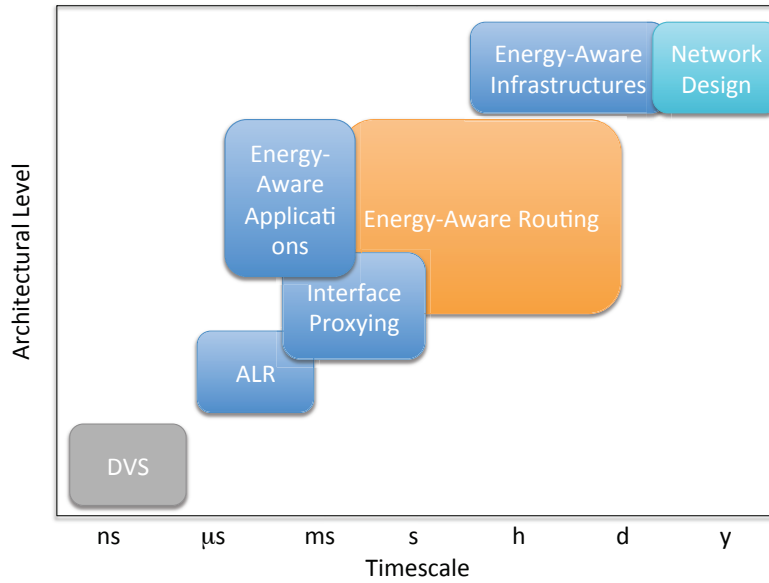 Energy-Aware
Infrastructures
Network
Design
Energy-
Aware
Applicati
ons
Energy-Aware Routing
Interface
Proxying
ALR
DVS
Architectural Level
ns μs ms s h d y
Timescale